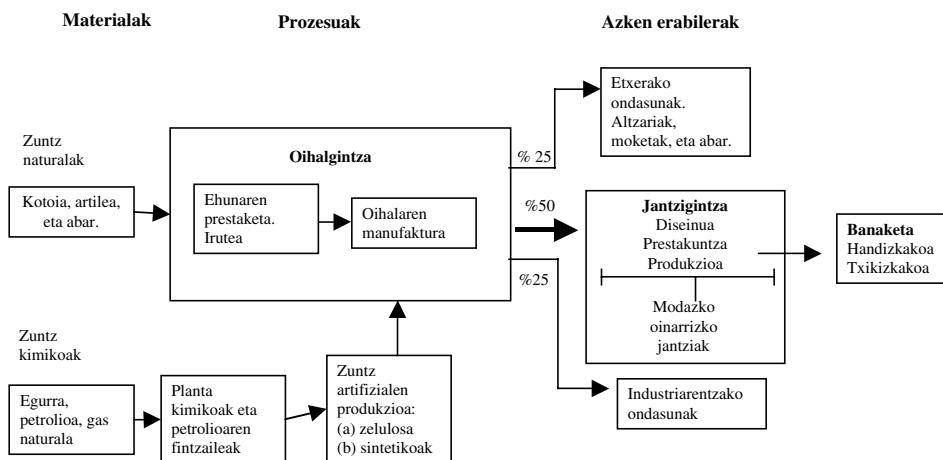 Materialak
Prozesuak
Azken erabilerak
Zuntz
naturalak
Kotoia, artilea,
eta abar.
Oihalgintza
Ehunaren
prestaketa.
Irutea
Oihalaren
manufaktura
% 25
%50
%25
Etxerako
ondasunak.
Altzariak,
moketak, eta abar.
Jantzigintza
Diseinua
Prestakuntza
Produkzioa
Modazko
oinarrizko
jantziak
Banaketa
Handizkakoa
Txikizkakoa
Zuntz
kimikoak
Egurra,
petrolioa, gas
naturala
Planta
kimikoak eta
petrolioaren
fintzaileak
Zuntz
artifizialen
produkzioa:
(a) zelulosa
(b) sintetikoak
Industriarentzako
ondasunak